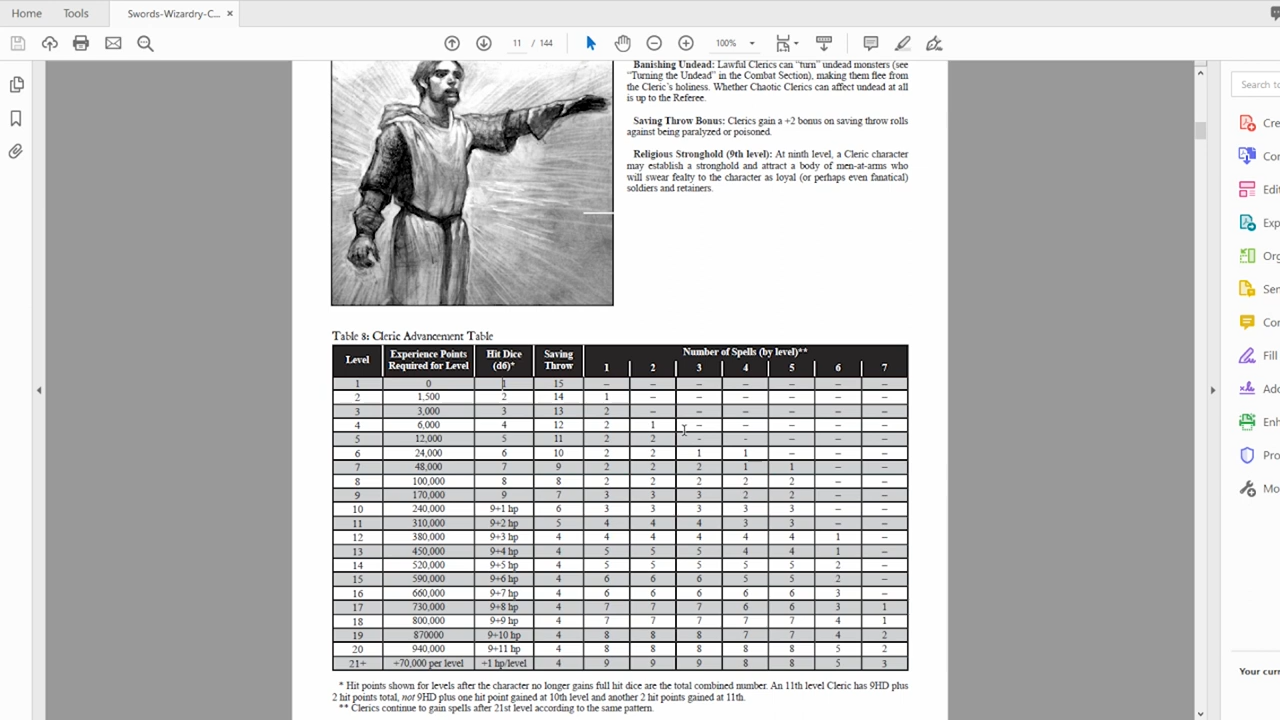 Home Tools Swords-Wizardry-C... ×
11 / 144 100%
Banishing Undead: Lawful Clerics can "turn" undead monsters (see
"Turning the Undead" in the Combat Section), making them flee from
the Cleric's holiness. Whether Chaotic Clerics can affect undead at all
is up to the Referee.
Saving Throw Bonus: Clerics gain a +2 bonus on saving throw rolls
against being paralyzed or poisoned.
Religious Stronghold (9th level): At ninth level, a Cleric character
may establish a stronghold and attract a body of men-at-arms who
will swear fealty to the character as loyal (or perhaps even fanatical)
soldiers and retainers.
Table 8: Cleric Advancement Table
Level Experience Points Required for Level Hit Dice (d6)* Saving Throw Number of Spells (by level)**
1 2 3 4 5 6 7
1 0 1 15 – – – – – – –
2 1,500 2 14 1 – – – – – –
3 3,000 3 13 2 – – – – – –
4 6,000 4 12 2 1 – – – – –
5 12,000 5 11 2 2 - - – – –
6 24,000 6 10 2 2 1 1 – – –
7 48,000 7 9 2 2 2 1 1 – –
8 100,000 8 8 2 2 2 2 2 – –
9 170,000 9 7 3 3 3 2 2 – –
10 240,000 9+1 hp 6 3 3 3 3 3 – –
11 310,000 9+2 hp 5 4 4 4 3 3 – –
12 380,000 9+3 hp 4 4 4 4 4 4 1 –
13 450,000 9+4 hp 4 5 5 5 4 4 1 –
14 520,000 9+5 hp 4 5 5 5 5 5 2 –
15 590,000 9+6 hp 4 6 6 6 5 5 2 –
16 660,000 9+7 hp 4 6 6 6 6 6 3 –
17 730,000 9+8 hp 4 7 7 7 6 6 3 1
18 800,000 9+9 hp 4 7 7 7 7 7 4 1
19 870000 9+10 hp 4 8 8 8 7 7 4 2
20 940,000 9+11 hp 4 8 8 8 8 8 5 2
21+ +70,000 per level +1 hp/level 4 9 9 9 8 8 5 3
* Hit points shown for levels after the character no longer gains full hit dice are the total combined number. An 11th level Cleric has 9HD plus
2 hit points total, not 9HD plus one hit point gained at 10th level and another 2 hit points gained at 11th.
** Clerics continue to gain spells after 21st level according to the same pattern.
Search to
Cre
Con
Edit
Exp
Org
Sen
Con
Fill
Add
Enh
Pro
Mo
Your curr